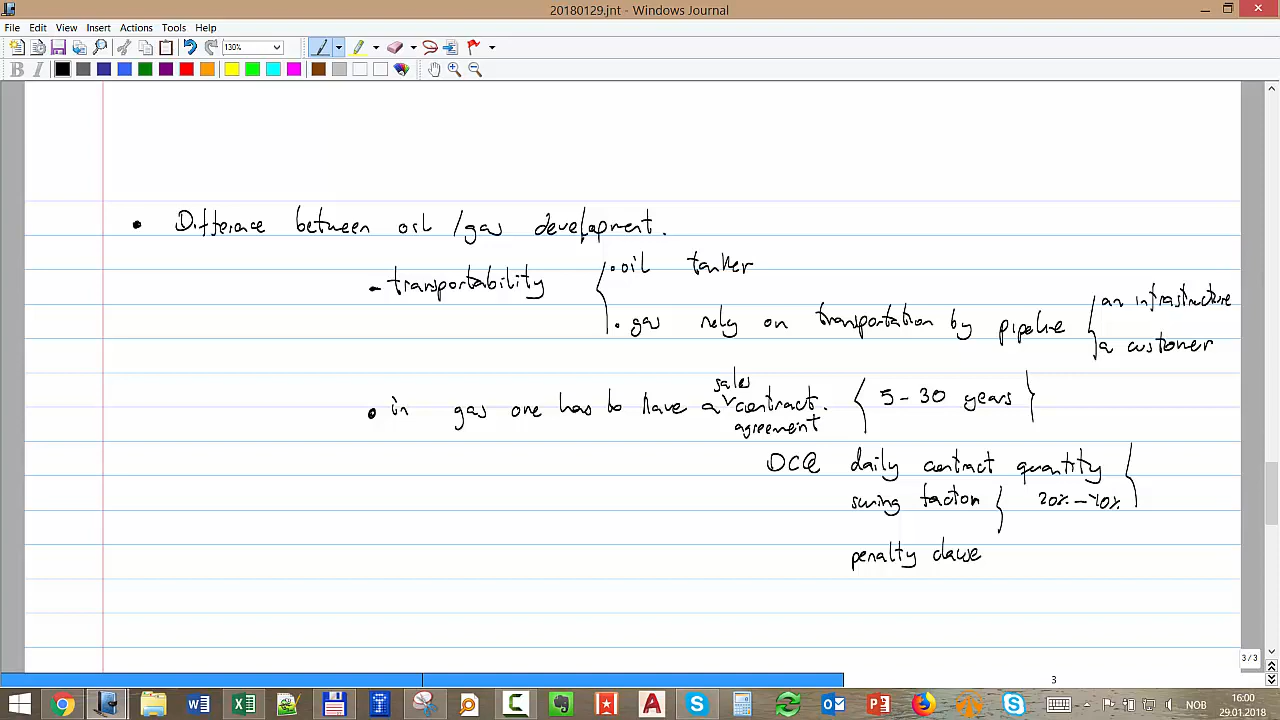 20180129.jnt - Windows Journal
File Edit View Insert Actions Tools Help
130%
B I
• Difference between oil /gas development.
- transportability
• oil tanker
• gas rely on transportation by pipeline
an infrastructure
a customer
• in gas one has to have a sales contract. { 5 - 30 years }
agreement
DCQ daily contract quantity
swing factor { 20% - 40%
penalty clause
3/3
3
NOB
16:00
29.01.2018